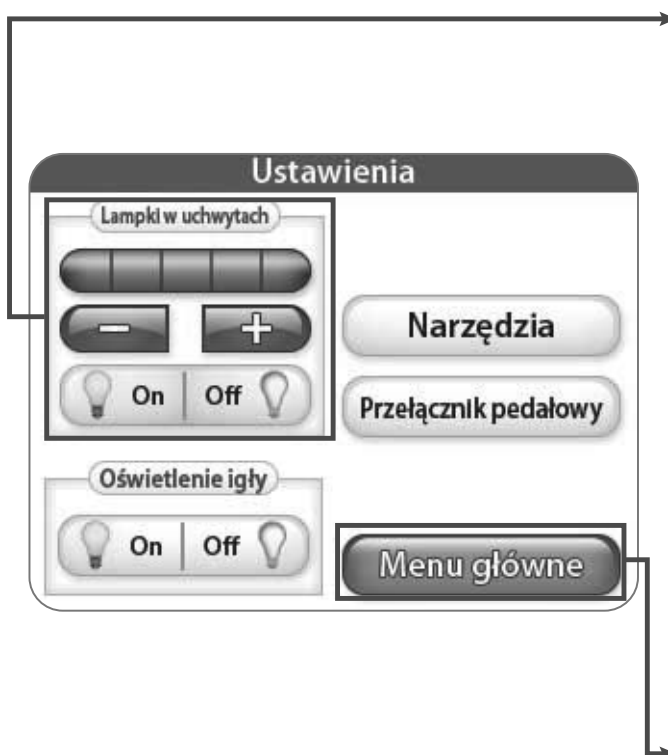 Ustawienia
Lampki w uchwytach
− +
On | Off
Narzędzia
Przełącznik pedałowy
Oświetlenie igły
On | Off
Menu główne